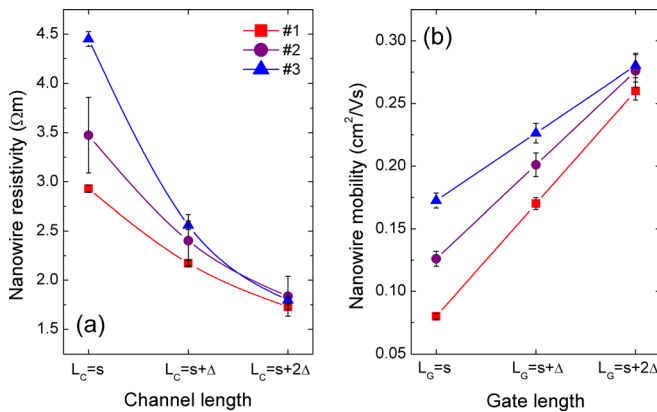 4.5
4.0
3.5
3.0
2.5
2.0
1.5
Nanowire resistivity (Ωm)
#1
#2
#3
(a)
L_C=s
L_C=s+Δ
L_C=s+2Δ
Channel length
0.30
0.25
0.20
0.15
0.10
0.05
Nanowire mobility (cm²/Vs)
(b)
L_G=s
L_G=s+Δ
L_G=s+2Δ
Gate length